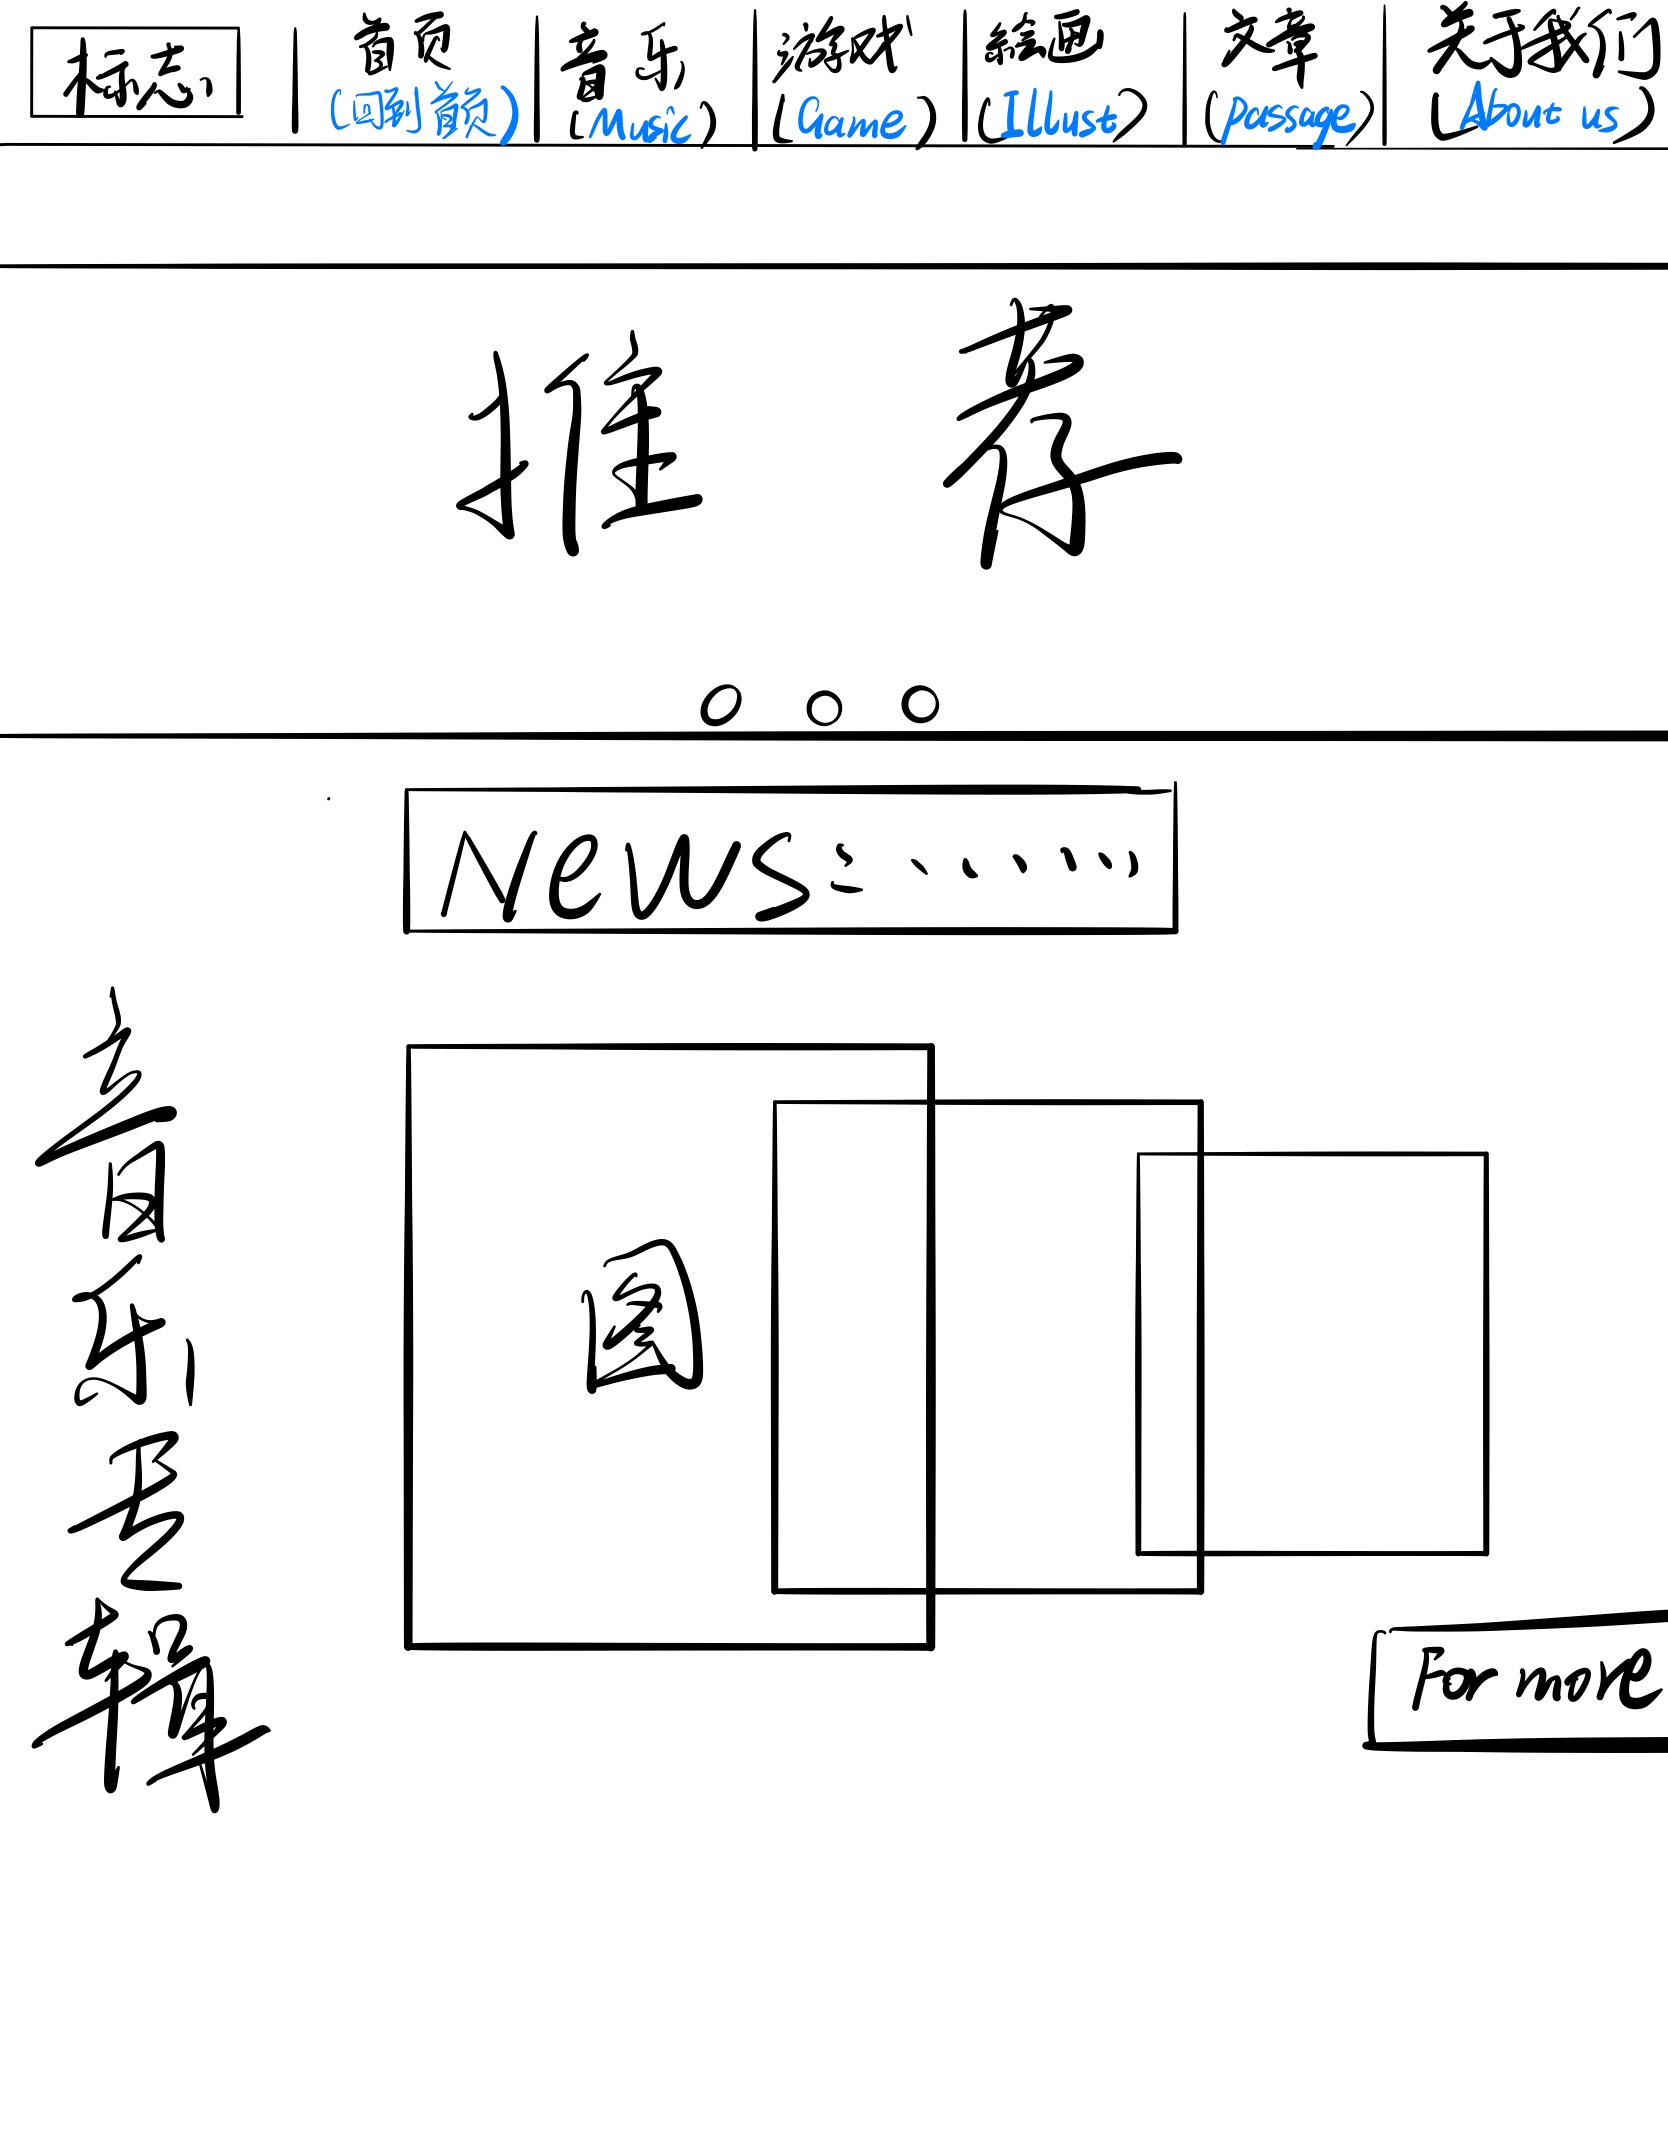 标志 首页 音乐 游戏 绘画 文章 关于我们
(回到首页) (Music) (Game) (Illust) (passage) (About us)
推荐
News:......
音乐专辑
图
For more